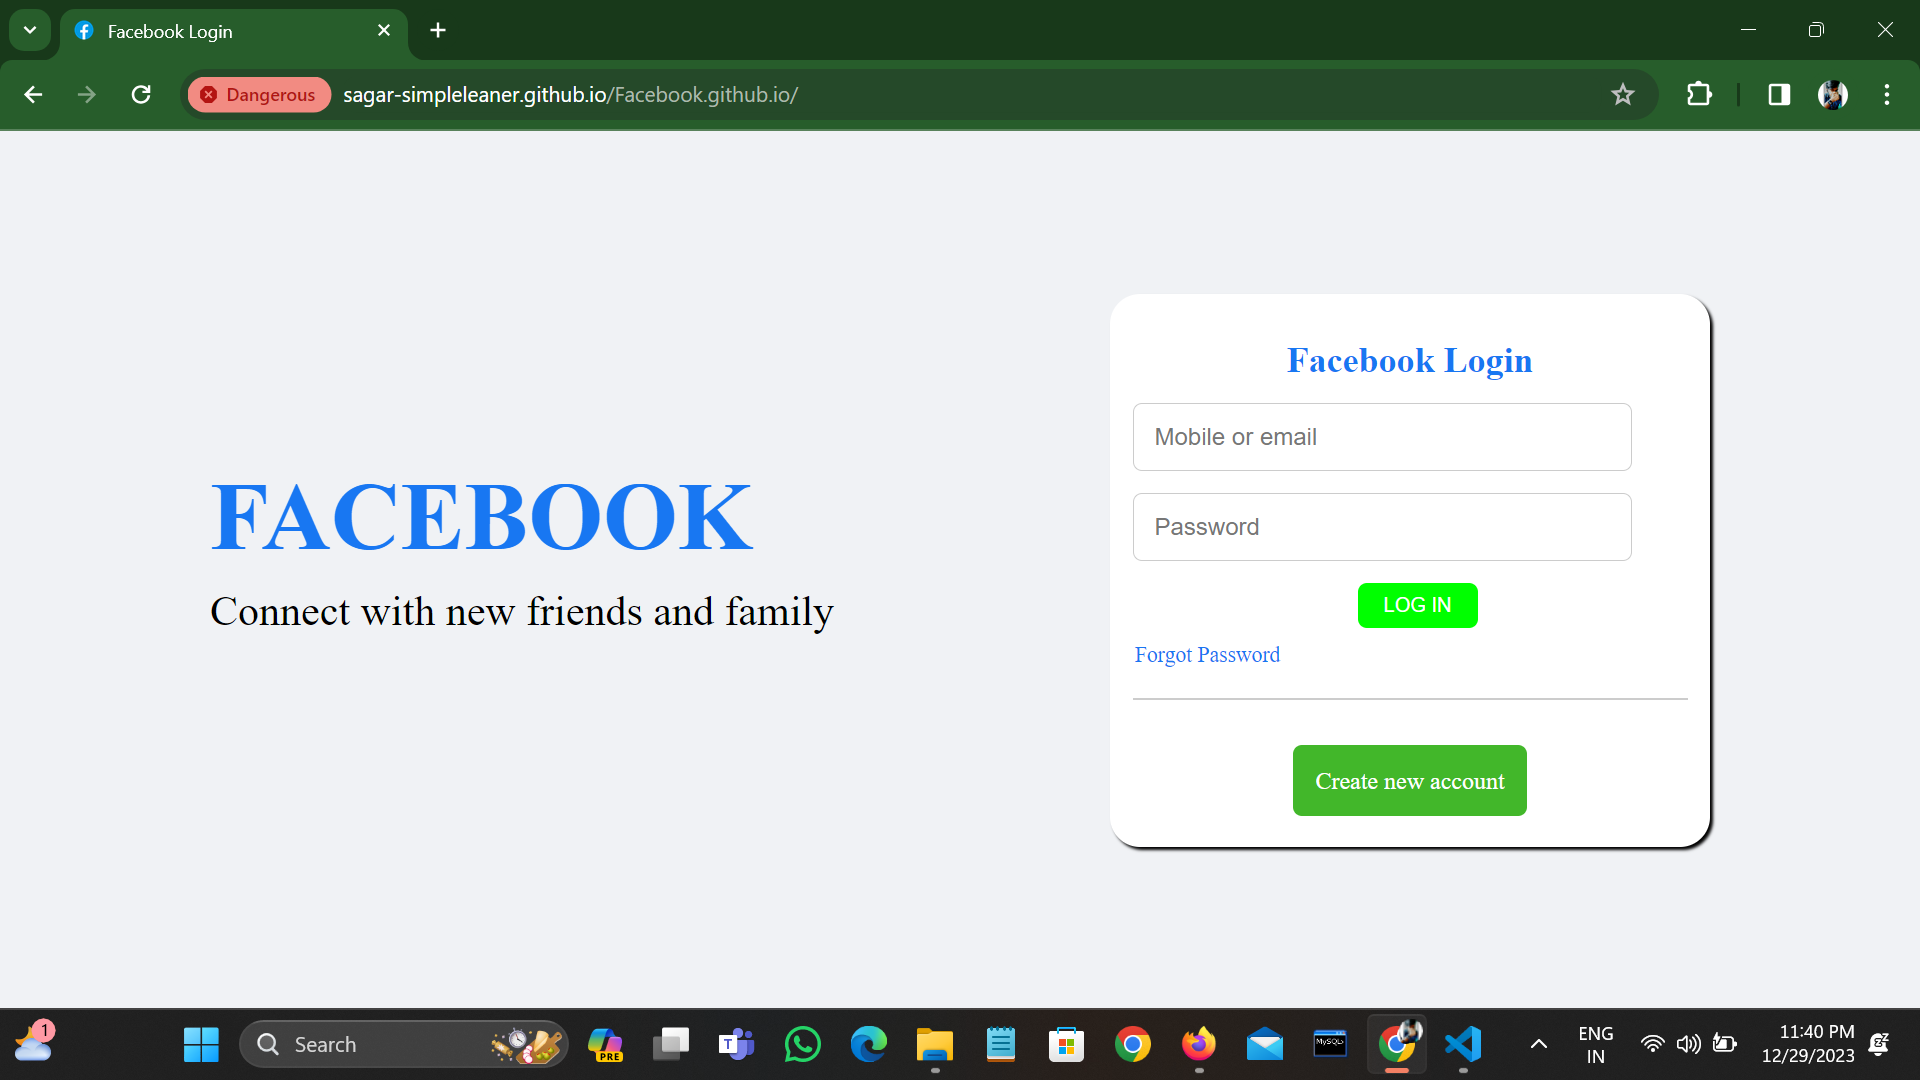 Facebook Login
Dangerous
sagar-simpleleaner.github.io/Facebook.github.io/
FACEBOOK
Connect with new friends and family
Facebook Login
Mobile or email
Password
LOG IN
Forgot Password
Create new account
1
Search
PRE
T
MySQL
ENG
IN
11:40 PM
12/29/2023